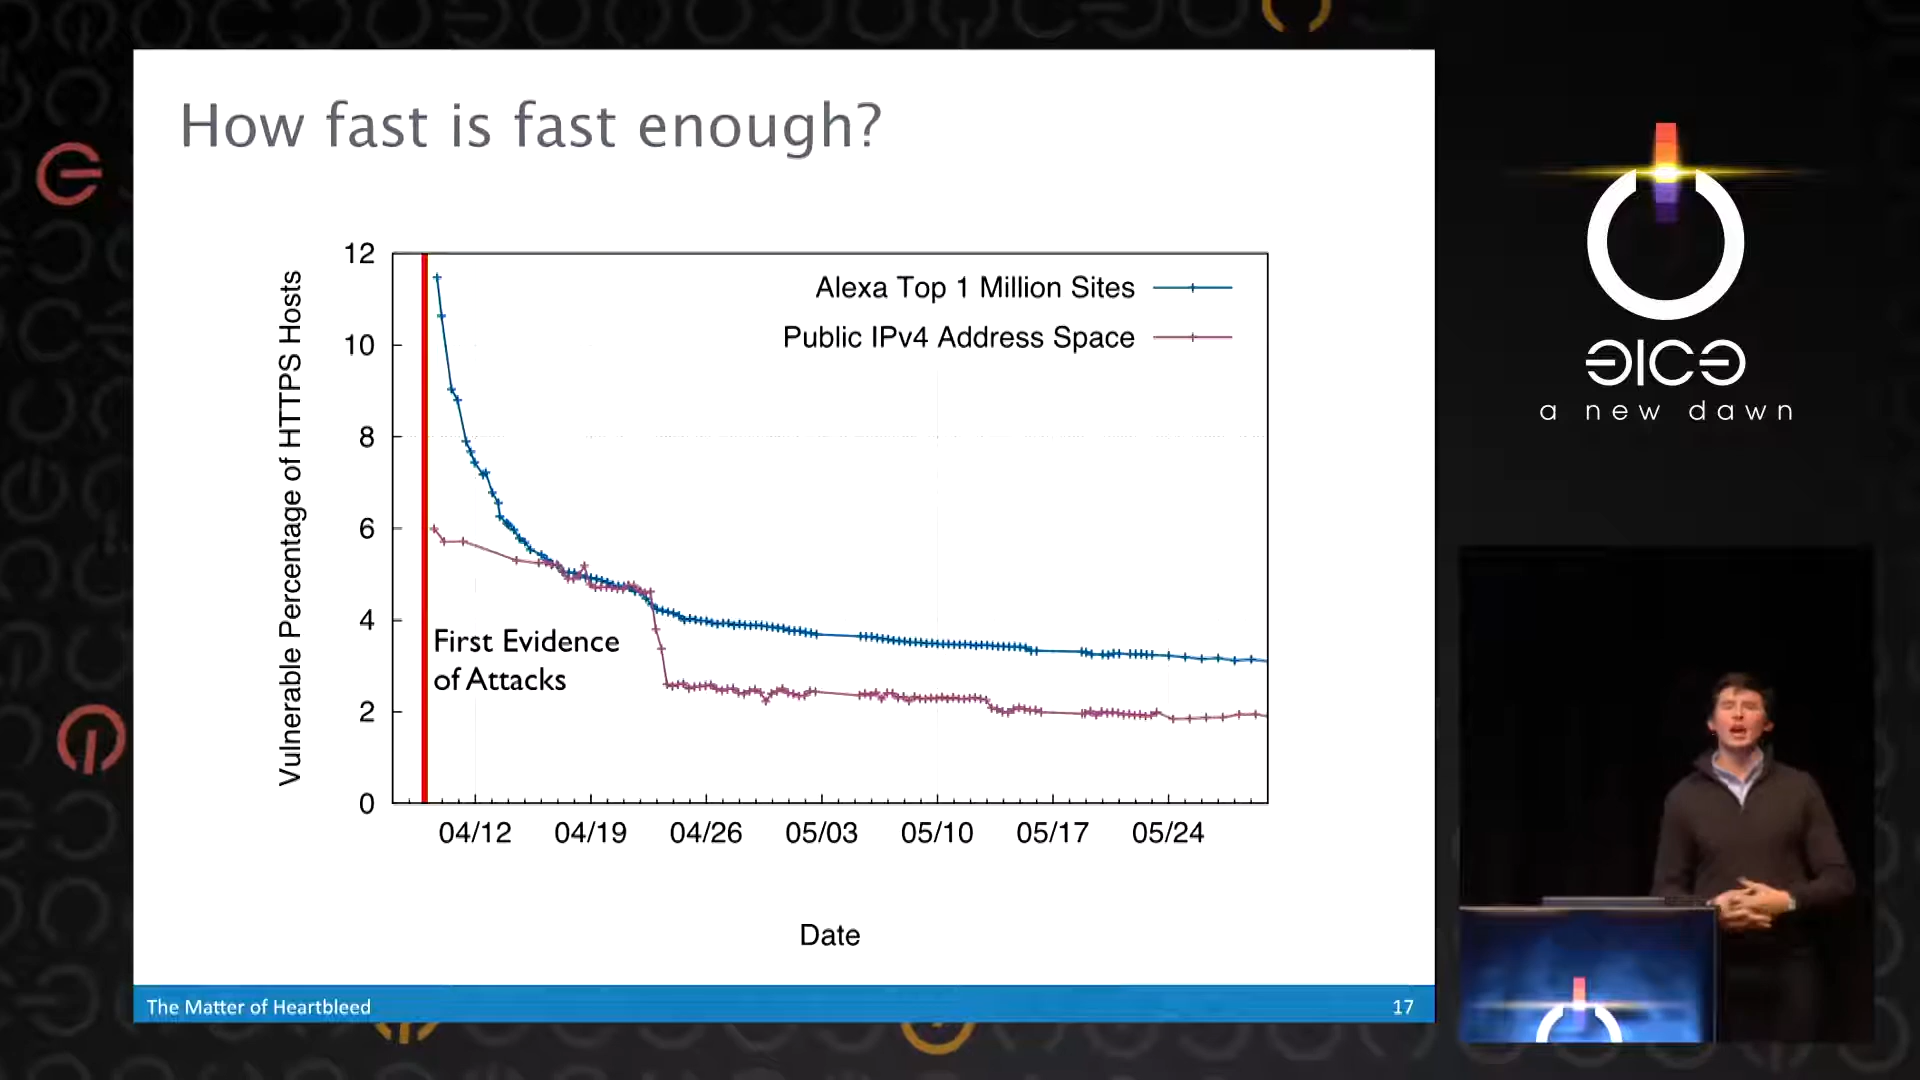 How fast is fast enough?
12
10
8
6
4
2
0
Vulnerable Percentage of HTTPS Hosts
Alexa Top 1 Million Sites
Public IPv4 Address Space
First Evidence
of Attacks
04/12 04/19 04/26 05/03 05/10 05/17 05/24
Date
The Matter of Heartbleed 17
a new dawn